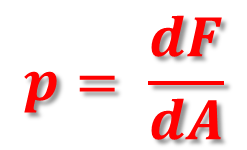 p = dF/dA